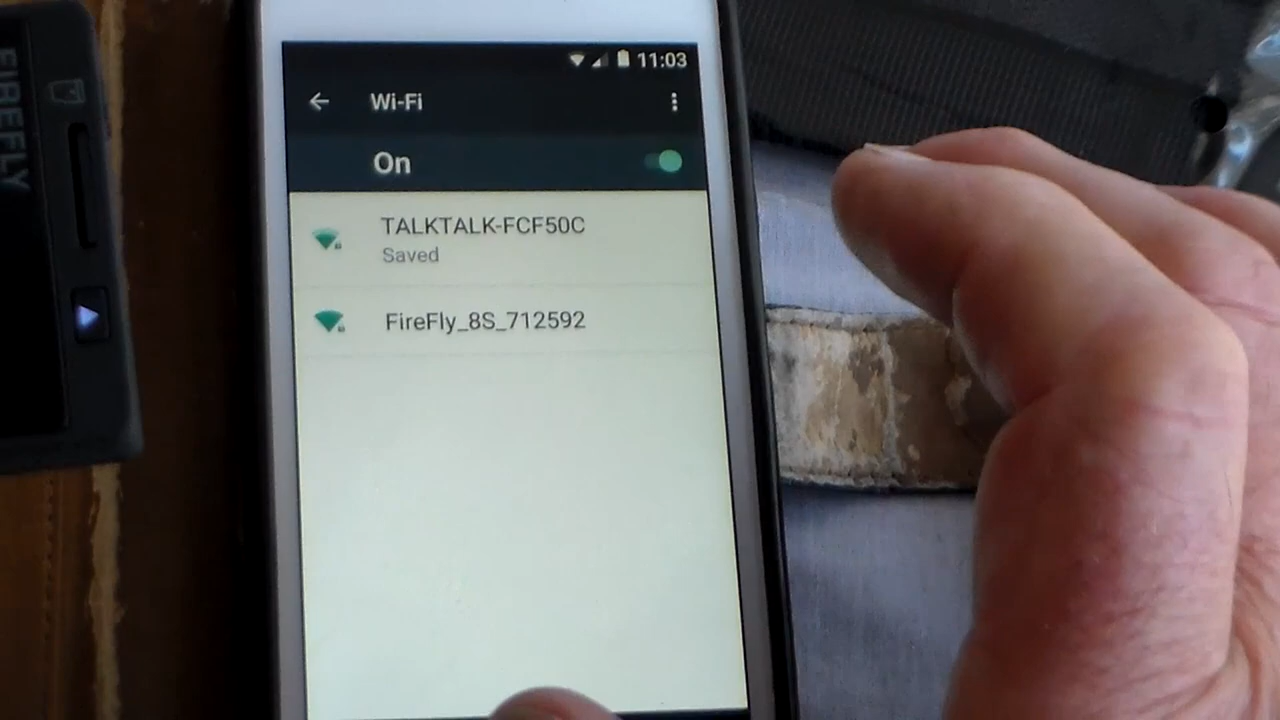 FIREFLY
11:03
Wi-Fi
On
TALKTALK-FCF50C
Saved
FireFly_8S_712592